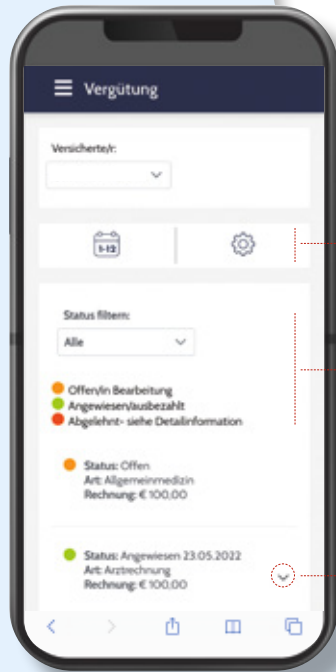 Vergütung
Versicherte/r:
1-12
Status filtern:
Alle
Offen/in Bearbeitung
Angewiesen/ausbezahlt
Abgelehnt- siehe Detailinformation
Status: Offen
Art: Allgemeinmedizin
Rechnung: € 100,00
Status: Angewiesen 23.05.2022
Art: Arztrechnung
Rechnung: € 100,00